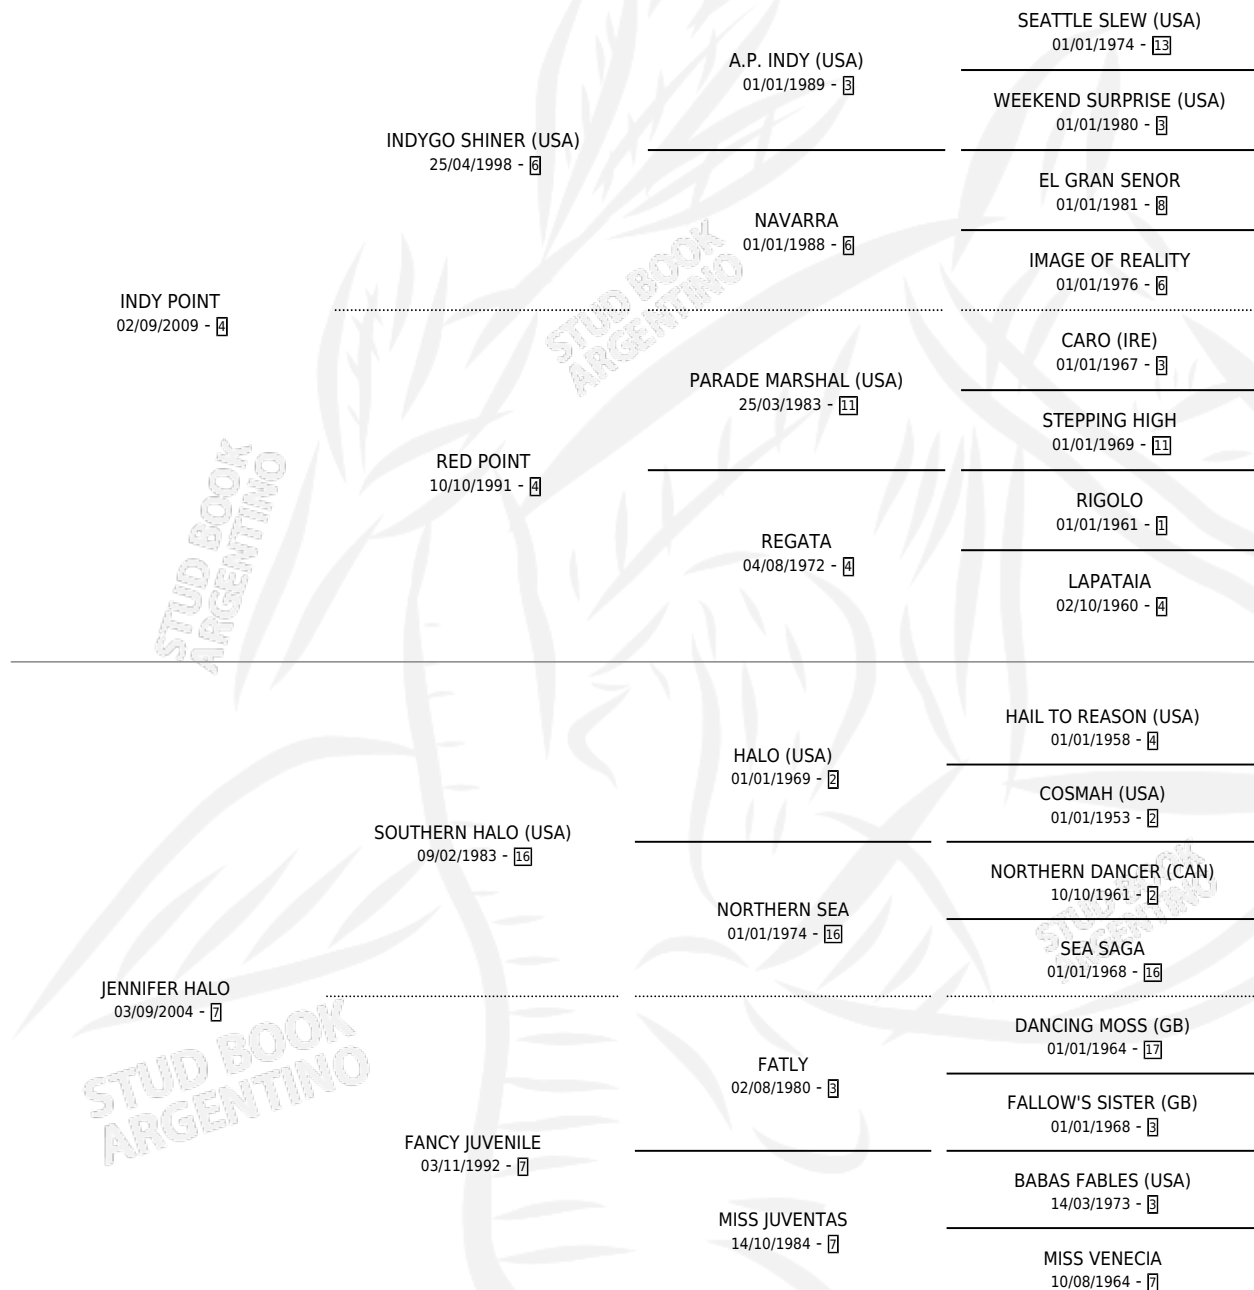 SEATTLE SLEW (USA)
01/01/1974 - 13
A.P. INDY (USA)
01/01/1989 - 3
WEEKEND SURPRISE (USA)
01/01/1980 - 3
INDYGO SHINER (USA)
25/04/1998 - 6
EL GRAN SENOR
01/01/1981 - 8
NAVARRA
01/01/1988 - 6
IMAGE OF REALITY
01/01/1976 - 6
INDY POINT
02/09/2009 - 4
CARO (IRE)
01/01/1967 - 3
PARADE MARSHAL (USA)
25/03/1983 - 11
STEPPING HIGH
01/01/1969 - 11
RED POINT
10/10/1991 - 4
RIGOLO
01/01/1961 - 1
REGATA
04/08/1972 - 4
LAPATAIA
02/10/1960 - 4
HAIL TO REASON (USA)
01/01/1958 - 4
HALO (USA)
01/01/1969 - 2
COSMAH (USA)
01/01/1953 - 2
SOUTHERN HALO (USA)
09/02/1983 - 16
NORTHERN DANCER (CAN)
10/10/1961 - 2
NORTHERN SEA
01/01/1974 - 16
SEA SAGA
01/01/1968 - 16
JENNIFER HALO
03/09/2004 - 7
DANCING MOSS (GB)
01/01/1964 - 17
FATLY
02/08/1980 - 3
FALLOW'S SISTER (GB)
01/01/1968 - 3
FANCY JUVENILE
03/11/1992 - 7
BABAS FABLES (USA)
14/03/1973 - 3
MISS JUVENTAS
14/10/1984 - 7
MISS VENECIA
10/08/1964 - 7
STUD BOOK
ARGENTINO
STUD BOOK
ARGENTINO
STUD BOOK
ARGENTINO
STUD BOOK
ARGENTINO